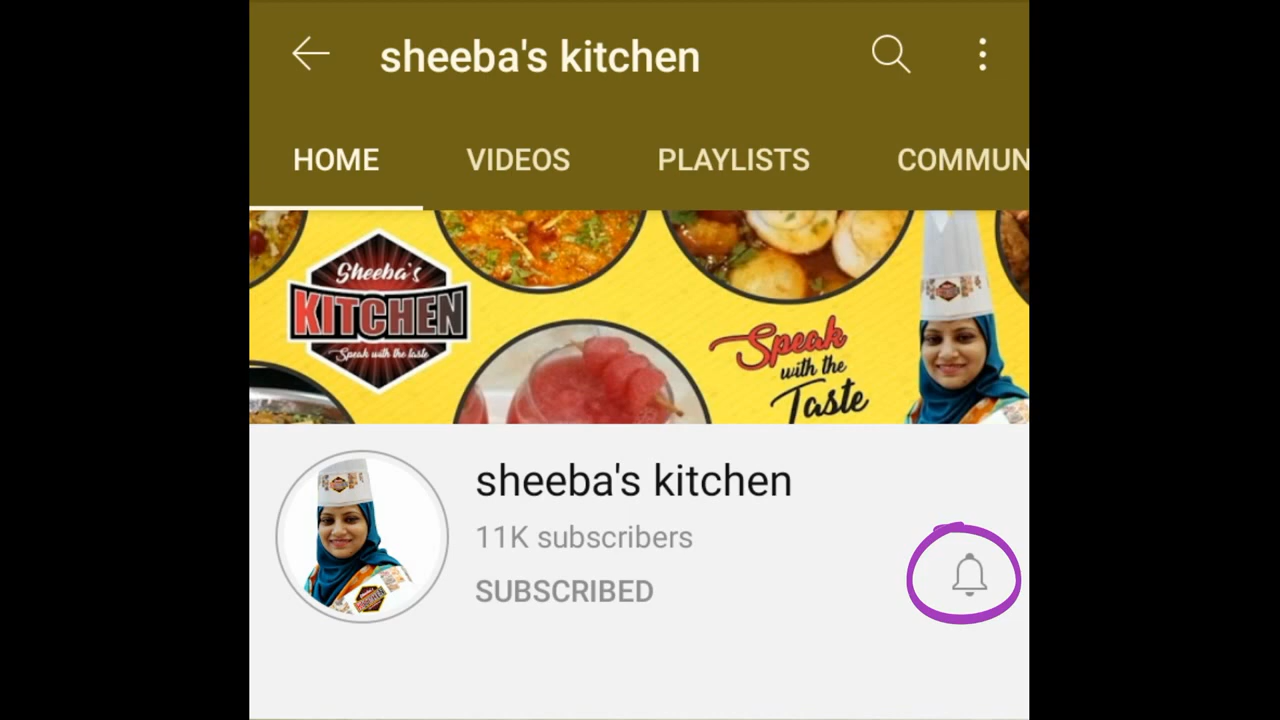 sheeba's kitchen
HOME VIDEOS PLAYLISTS COMMUN
Sheeba's
KITCHEN
Speak with the taste
Speak
with the
Taste
sheeba's kitchen
11K subscribers
SUBSCRIBED